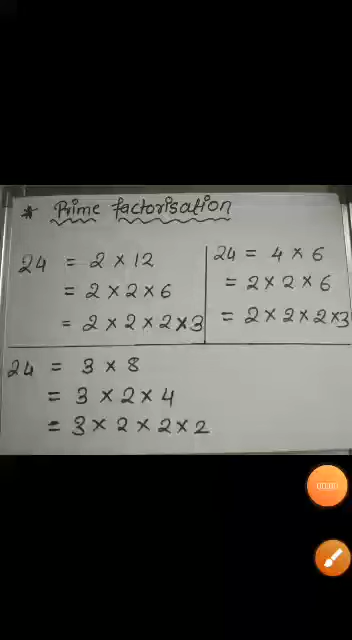 * Prime factorisation
24 = 2 × 12
= 2 × 2 × 6
= 2 × 2 × 2 × 3
24 = 4 × 6
= 2 × 2 × 6
= 2 × 2 × 2 × 3
24 = 3 × 8
= 3 × 2 × 4
= 3 × 2 × 2 × 2